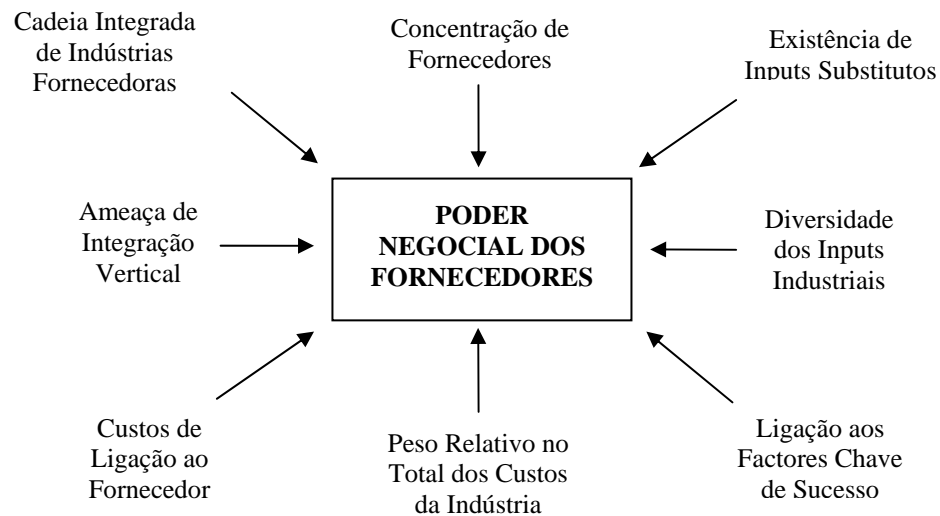 Cadeia Integrada
de Indústrias
Fornecedoras
Concentração de
Fornecedores
Existência de
Inputs Substitutos
Ameaça de
Integração
Vertical
PODER
NEGOCIAL DOS
FORNECEDORES
Diversidade
dos Inputs
Industriais
Custos de
Ligação ao
Fornecedor
Peso Relativo no
Total dos Custos
da Indústria
Ligação aos
Factores Chave
de Sucesso